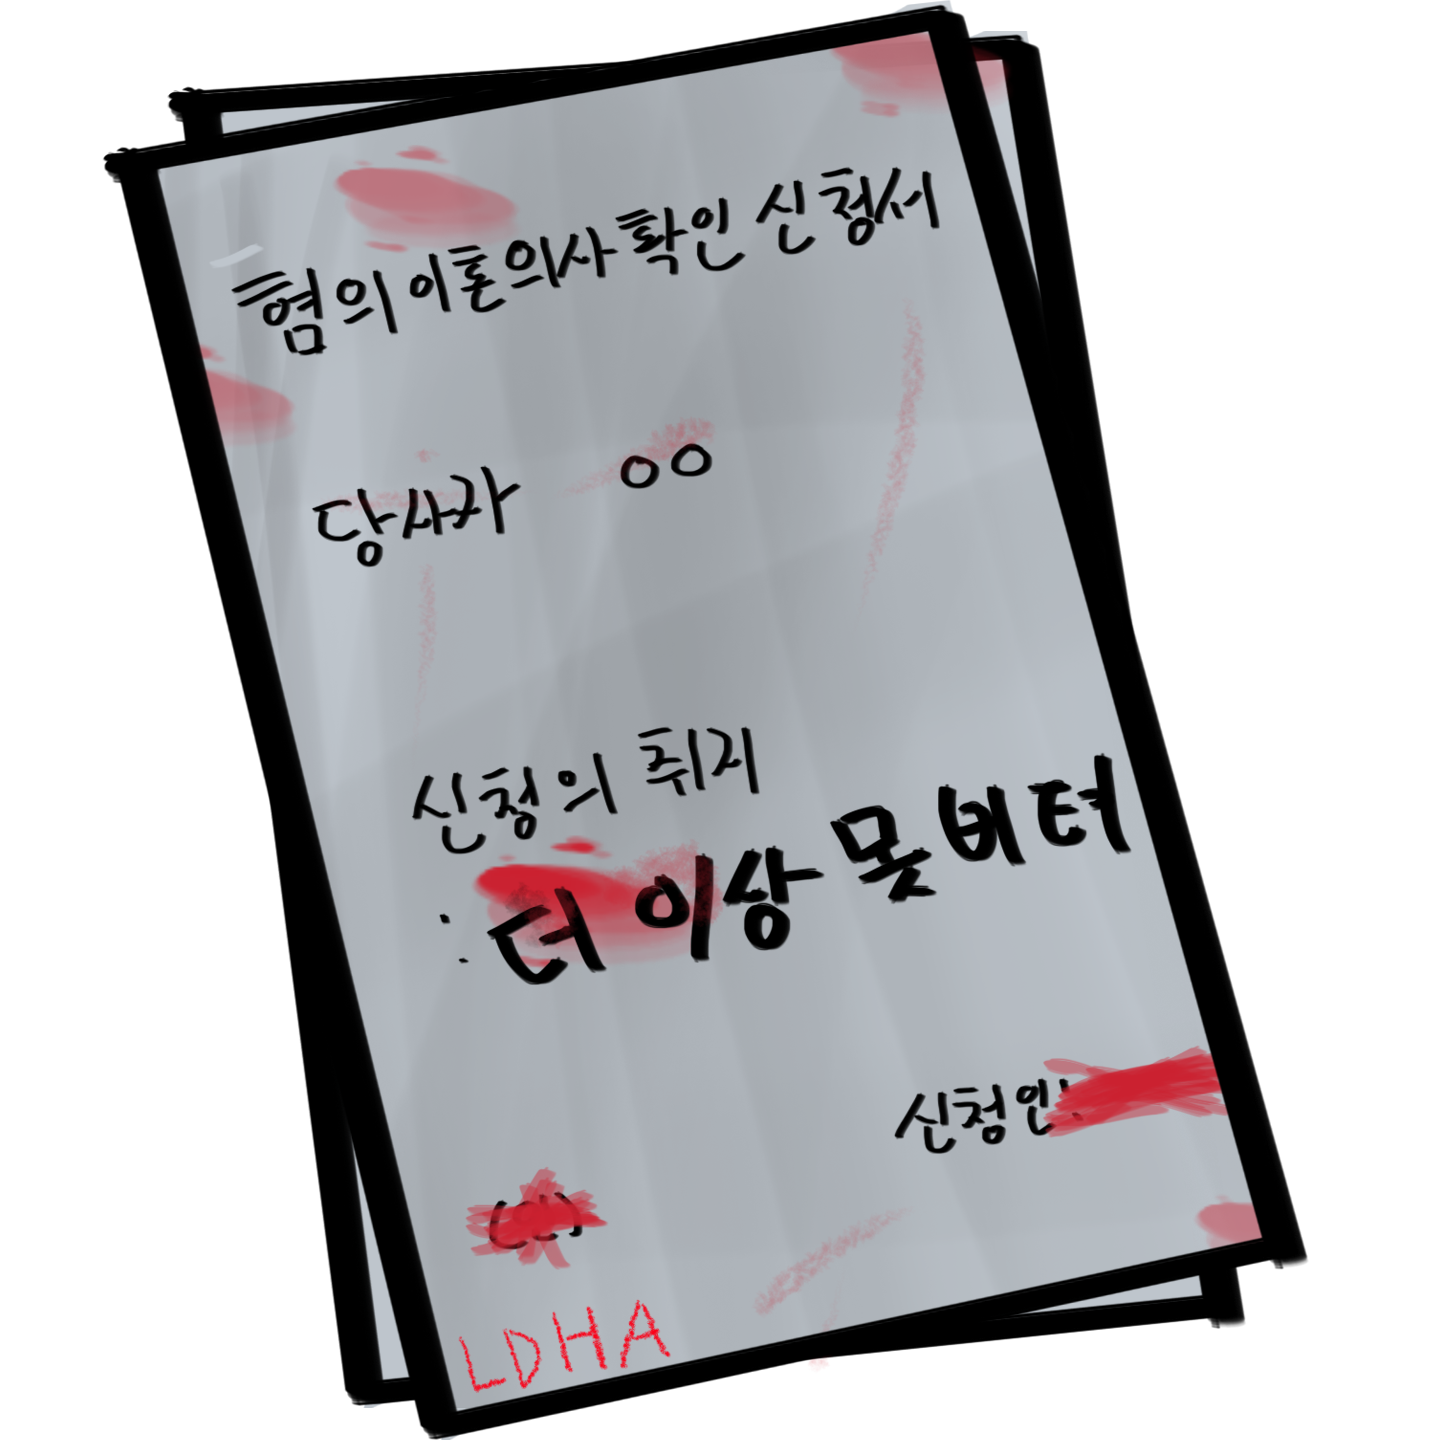 협의 이혼의사 확인 신청서
당사자 ㅇㅇ
신청의 취지
: 더 이상 못 버텨
신청인:
LDHA